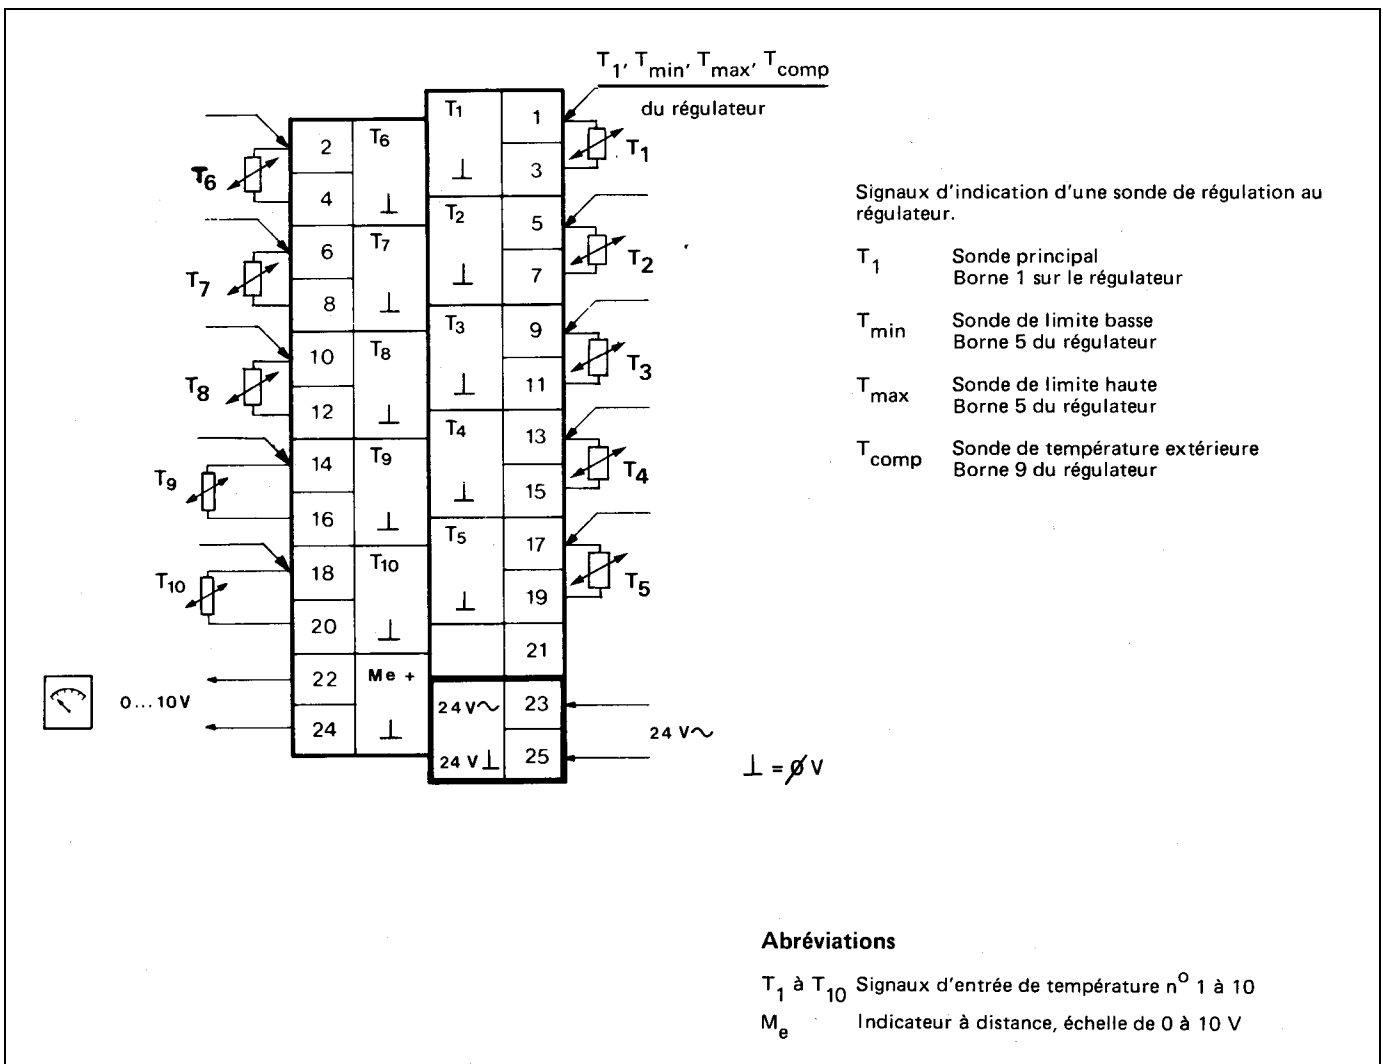 T1, Tmin, Tmax, Tcomp
du régulateur
T1 1
2 T6
T1
T6
3
⊥
4 ⊥
T2 5
6 T7
T2
T7
7
⊥
8 ⊥
T3 9
10 T8
T3
T8
11
⊥
12 ⊥
T4 13
14 T9
T4
T9
15
⊥
16 ⊥
T5 17
18 T10
T5
T10
19
⊥
20 ⊥
21
22 Me +
0...10V
24 V~ 23
24 ⊥
24 V~
24 V ⊥ 25
⊥ = ø V
Signaux d'indication d'une sonde de régulation au
régulateur.
T1 Sonde principal
Borne 1 sur le régulateur
Tmin Sonde de limite basse
Borne 5 du régulateur
Tmax Sonde de limite haute
Borne 5 du régulateur
Tcomp Sonde de température extérieure
Borne 9 du régulateur
Abréviations
T1 à T10 Signaux d'entrée de température no 1 à 10
Me Indicateur à distance, échelle de 0 à 10 V